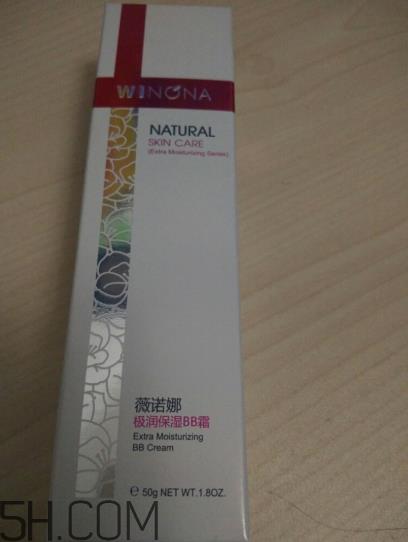 WINONA
NATURAL
SKIN CARE
(Extra Moisturizing Series)
薇诺娜
极润保湿BB霜
Extra Moisturizing
BB Cream
℮ 50g NET WT.1.8OZ.
5H.COM